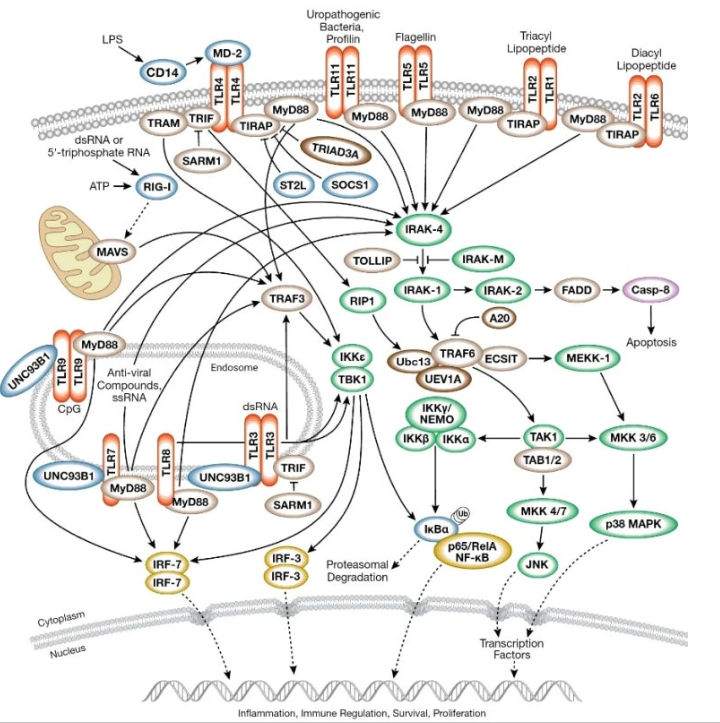 Uropathogenic
Bacteria,
Profilin
Flagellin
Triacyl
Lipopeptide
Diacyl
Lipopeptide
LPS
MD-2
CD14
TLR4
TLR4
TLR11
TLR11
TLR5
TLR5
TLR2
TLR1
TLR2
TLR6
TRAM
TRIF
TIRAP
MyD88
MyD88
MyD88
MyD88
TIRAP
MyD88
TIRAP
dsRNA or
5'-triphosphate RNA
SARM1
TRIAD3A
ATP
RIG-I
ST2L
SOCS1
MAVS
IRAK-4
TOLLIP
IRAK-M
TRAF3
RIP1
IRAK-1
IRAK-2
FADD
Casp-8
A20
Apoptosis
UNC93B1
TLR9
TLR9
MyD88
CpG
Endosome
IKKε
TBK1
Ubc13
TRAF6
ECSIT
UEV1A
MEKK-1
Anti-viral
Compounds,
ssRNA
dsRNA
IKKγ/
NEMO
IKKβ
IKKα
TAK1
TAB1/2
MKK 3/6
TLR7
TLR8
TLR3
TLR3
UNC93B1
MyD88
UNC93B1
MyD88
TRIF
SARM1
MKK 4/7
p38 MAPK
IκBα
Ub
p65/RelA
NF-κB
JNK
IRF-7
IRF-7
IRF-3
IRF-3
Proteasomal
Degradation
Cytoplasm
Nucleus
Transcription
Factors
Inflammation, Immune Regulation, Survival, Proliferation